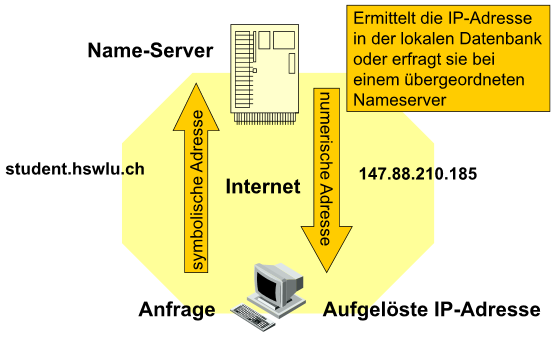 Name-Server
Ermittelt die IP-Adresse
in der lokalen Datenbank
oder erfragt sie bei
einem übergeordneten
Nameserver
student.hswlu.ch
symbolische Adresse
Internet
numerische Adresse
147.88.210.185
Anfrage
Aufgelöste IP-Adresse